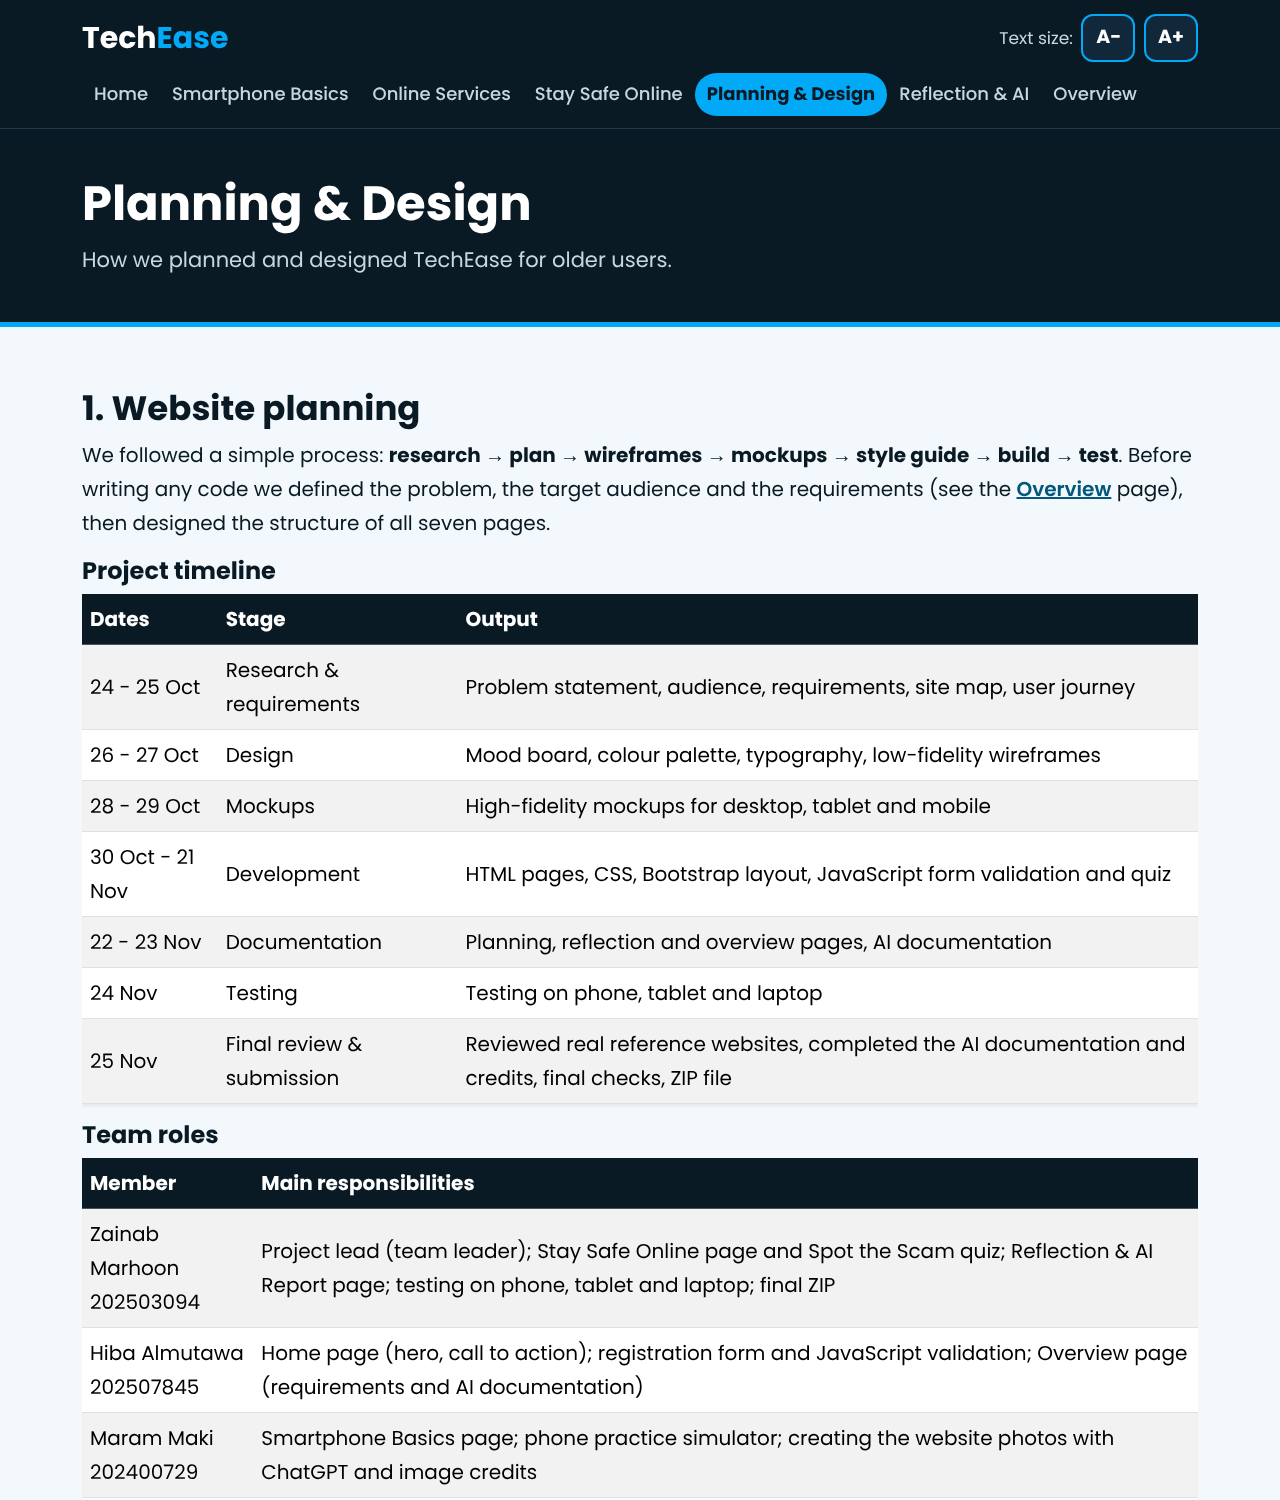 TechEase
Text size: A- A+
Home Smartphone Basics Online Services Stay Safe Online Planning & Design Reflection & AI Overview
Planning & Design
How we planned and designed TechEase for older users.
1. Website planning
We followed a simple process: research → plan → wireframes → mockups → style guide → build → test. Before
writing any code we defined the problem, the target audience and the requirements (see the Overview page),
then designed the structure of all seven pages.
Project timeline
Dates Stage Output
24 - 25 Oct Research &
requirements Problem statement, audience, requirements, site map, user journey
26 - 27 Oct Design Mood board, colour palette, typography, low-fidelity wireframes
28 - 29 Oct Mockups High-fidelity mockups for desktop, tablet and mobile
30 Oct - 21
Nov Development HTML pages, CSS, Bootstrap layout, JavaScript form validation and quiz
22 - 23 Nov Documentation Planning, reflection and overview pages, AI documentation
24 Nov Testing Testing on phone, tablet and laptop
25 Nov Final review &
submission Reviewed real reference websites, completed the AI documentation and
credits, final checks, ZIP file
Team roles
Member Main responsibilities
Zainab
Marhoon
202503094 Project lead (team leader); Stay Safe Online page and Spot the Scam quiz; Reflection & AI
Report page; testing on phone, tablet and laptop; final ZIP
Hiba Almutawa
202507845 Home page (hero, call to action); registration form and JavaScript validation; Overview page
(requirements and AI documentation)
Maram Maki
202400729 Smartphone Basics page; phone practice simulator; creating the website photos with
ChatGPT and image credits